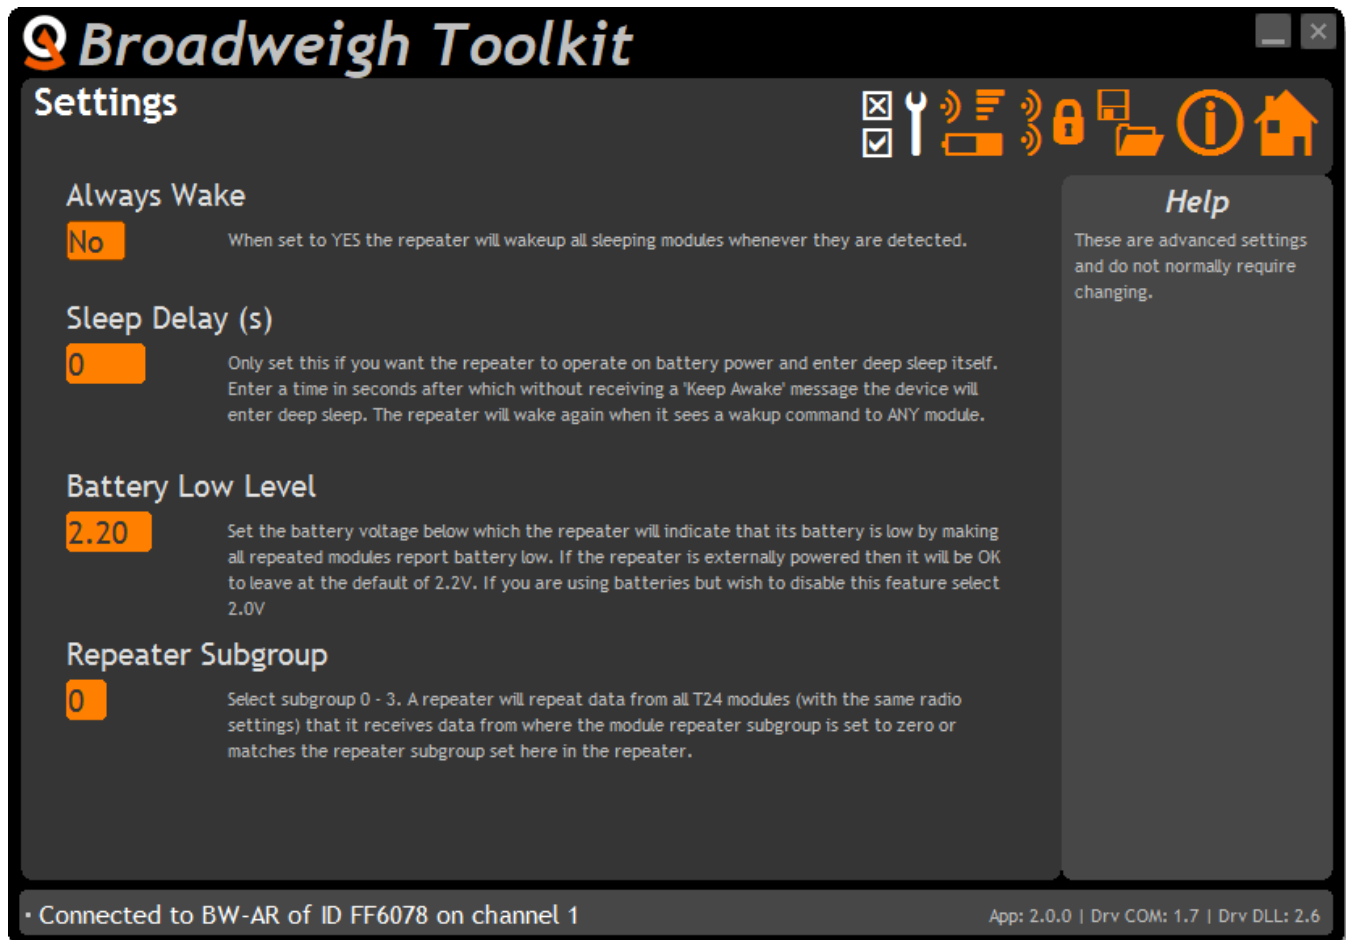 Broadweigh Toolkit
Settings
Always Wake
No
When set to YES the repeater will wakeup all sleeping modules whenever they are detected.
Sleep Delay (s)
0
Only set this if you want the repeater to operate on battery power and enter deep sleep itself.
Enter a time in seconds after which without receiving a 'Keep Awake' message the device will
enter deep sleep. The repeater will wake again when it sees a wakup command to ANY module.
Battery Low Level
2.20
Set the battery voltage below which the repeater will indicate that its battery is low by making
all repeated modules report battery low. If the repeater is externally powered then it will be OK
to leave at the default of 2.2V. If you are using batteries but wish to disable this feature select
2.0V
Repeater Subgroup
0
Select subgroup 0 - 3. A repeater will repeat data from all T24 modules (with the same radio
settings) that it receives data from where the module repeater subgroup is set to zero or
matches the repeater subgroup set here in the repeater.
Help
These are advanced settings
and do not normally require
changing.
Connected to BW-AR of ID FF6078 on channel 1
App: 2.0.0 | Drv COM: 1.7 | Drv DLL: 2.6